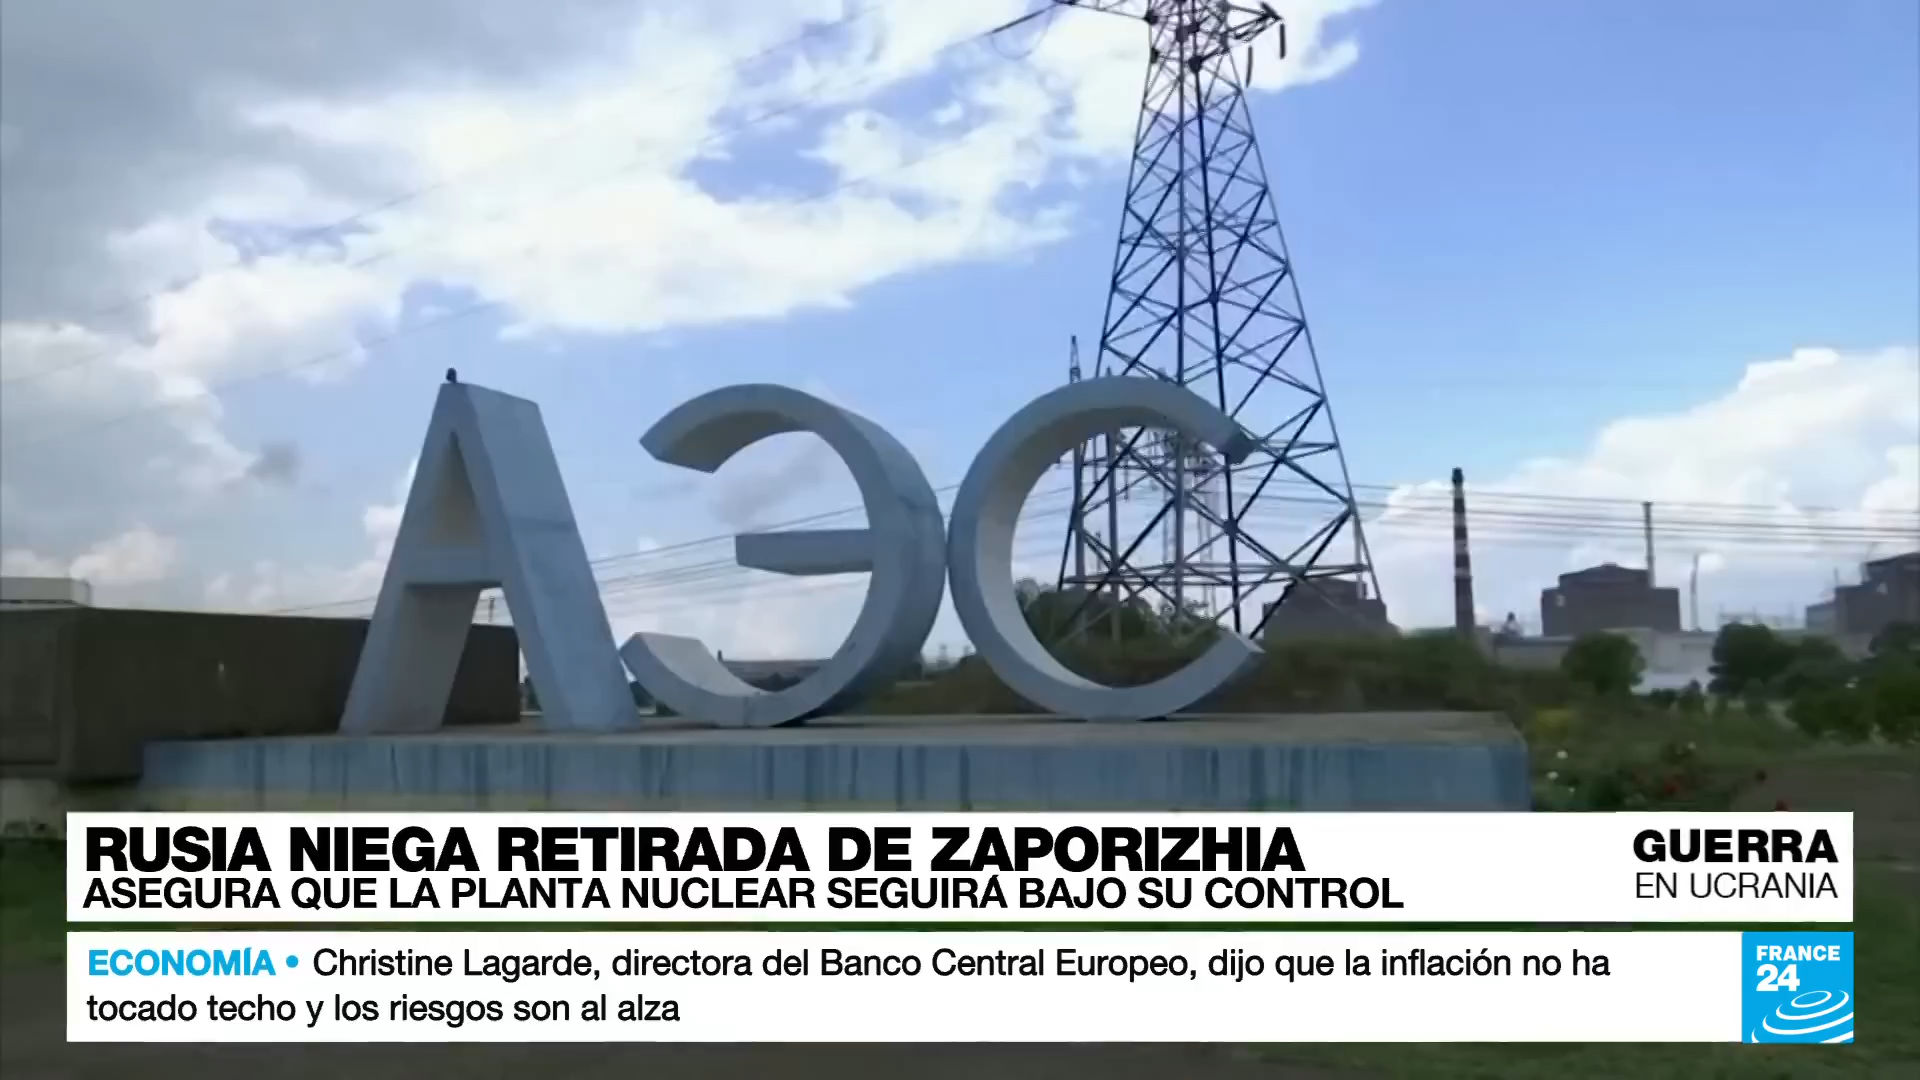 АЭС
RUSIA NIEGA RETIRADA DE ZAPORIZHIA
ASEGURA QUE LA PLANTA NUCLEAR SEGUIRÁ BAJO SU CONTROL
GUERRA
EN UCRANIA
ECONOMÍA • Christine Lagarde, directora del Banco Central Europeo, dijo que la inflación no ha
tocado techo y los riesgos son al alza
FRANCE
24